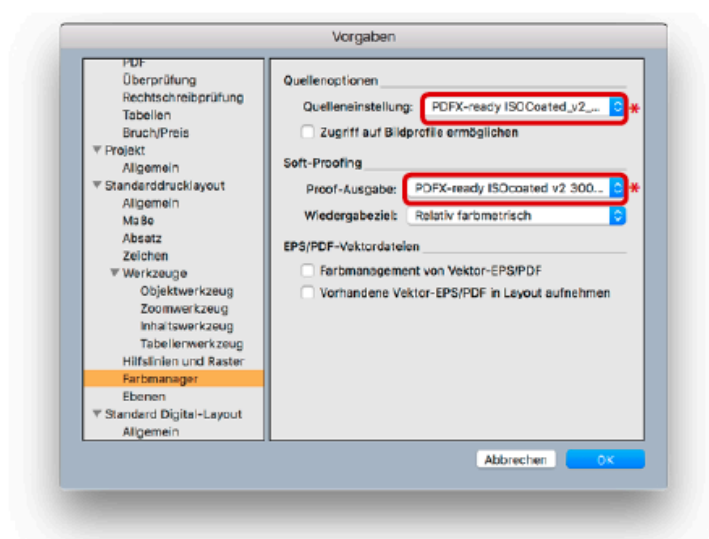 Vorgaben
PDF
Überprüfung
Rechtschreibprüfung
Tabellen
Bruch/Preis
Projekt
Allgemein
Standarddrucklayout
Allgemein
Maße
Absatz
Zeichen
Werkzeuge
Objektwerkzeug
Zoomwerkzeug
Inhaltswerkzeug
Tabellenwerkzeug
Hilfslinien und Raster
Farbmanager
Ebenen
Standard Digital-Layout
Allgemein
Quellenoptionen
Quelleneinstellung: PDFX-ready ISOCoated_v2_... *
Zugriff auf Bildprofile ermöglichen
Soft-Proofing
Proof-Ausgabe: PDFX-ready ISOcoated v2 300... *
Wiedergabeziel: Relativ farbmetrisch
EPS/PDF-Vektordateien
Farbmanagement von Vektor-EPS/PDF
Vorhandene Vektor-EPS/PDF in Layout aufnehmen
Abbrechen OK